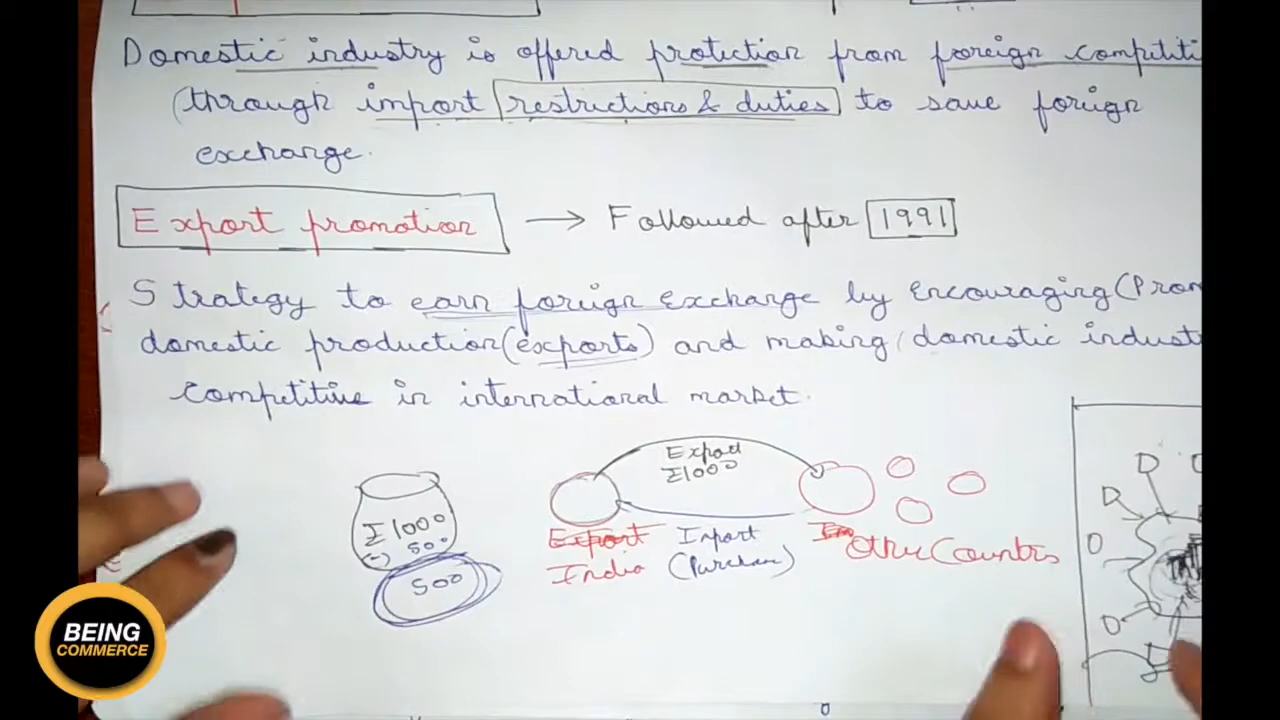 Domestic industry is offered protection from foreign competiti
(through import restrictions & duties to save foreign
exchange.
Export promotion → Followed after 1991
Strategy to earn foreign exchange by Encouraging (Prom
domestic production (exports) and making (domestic indust
competitive in international market.
Export
₹1000
₹1000
(-) 500
500
Export Import
India (Purchase)
Other Countries
D
D
D
D
D
BEING
COMMERCE